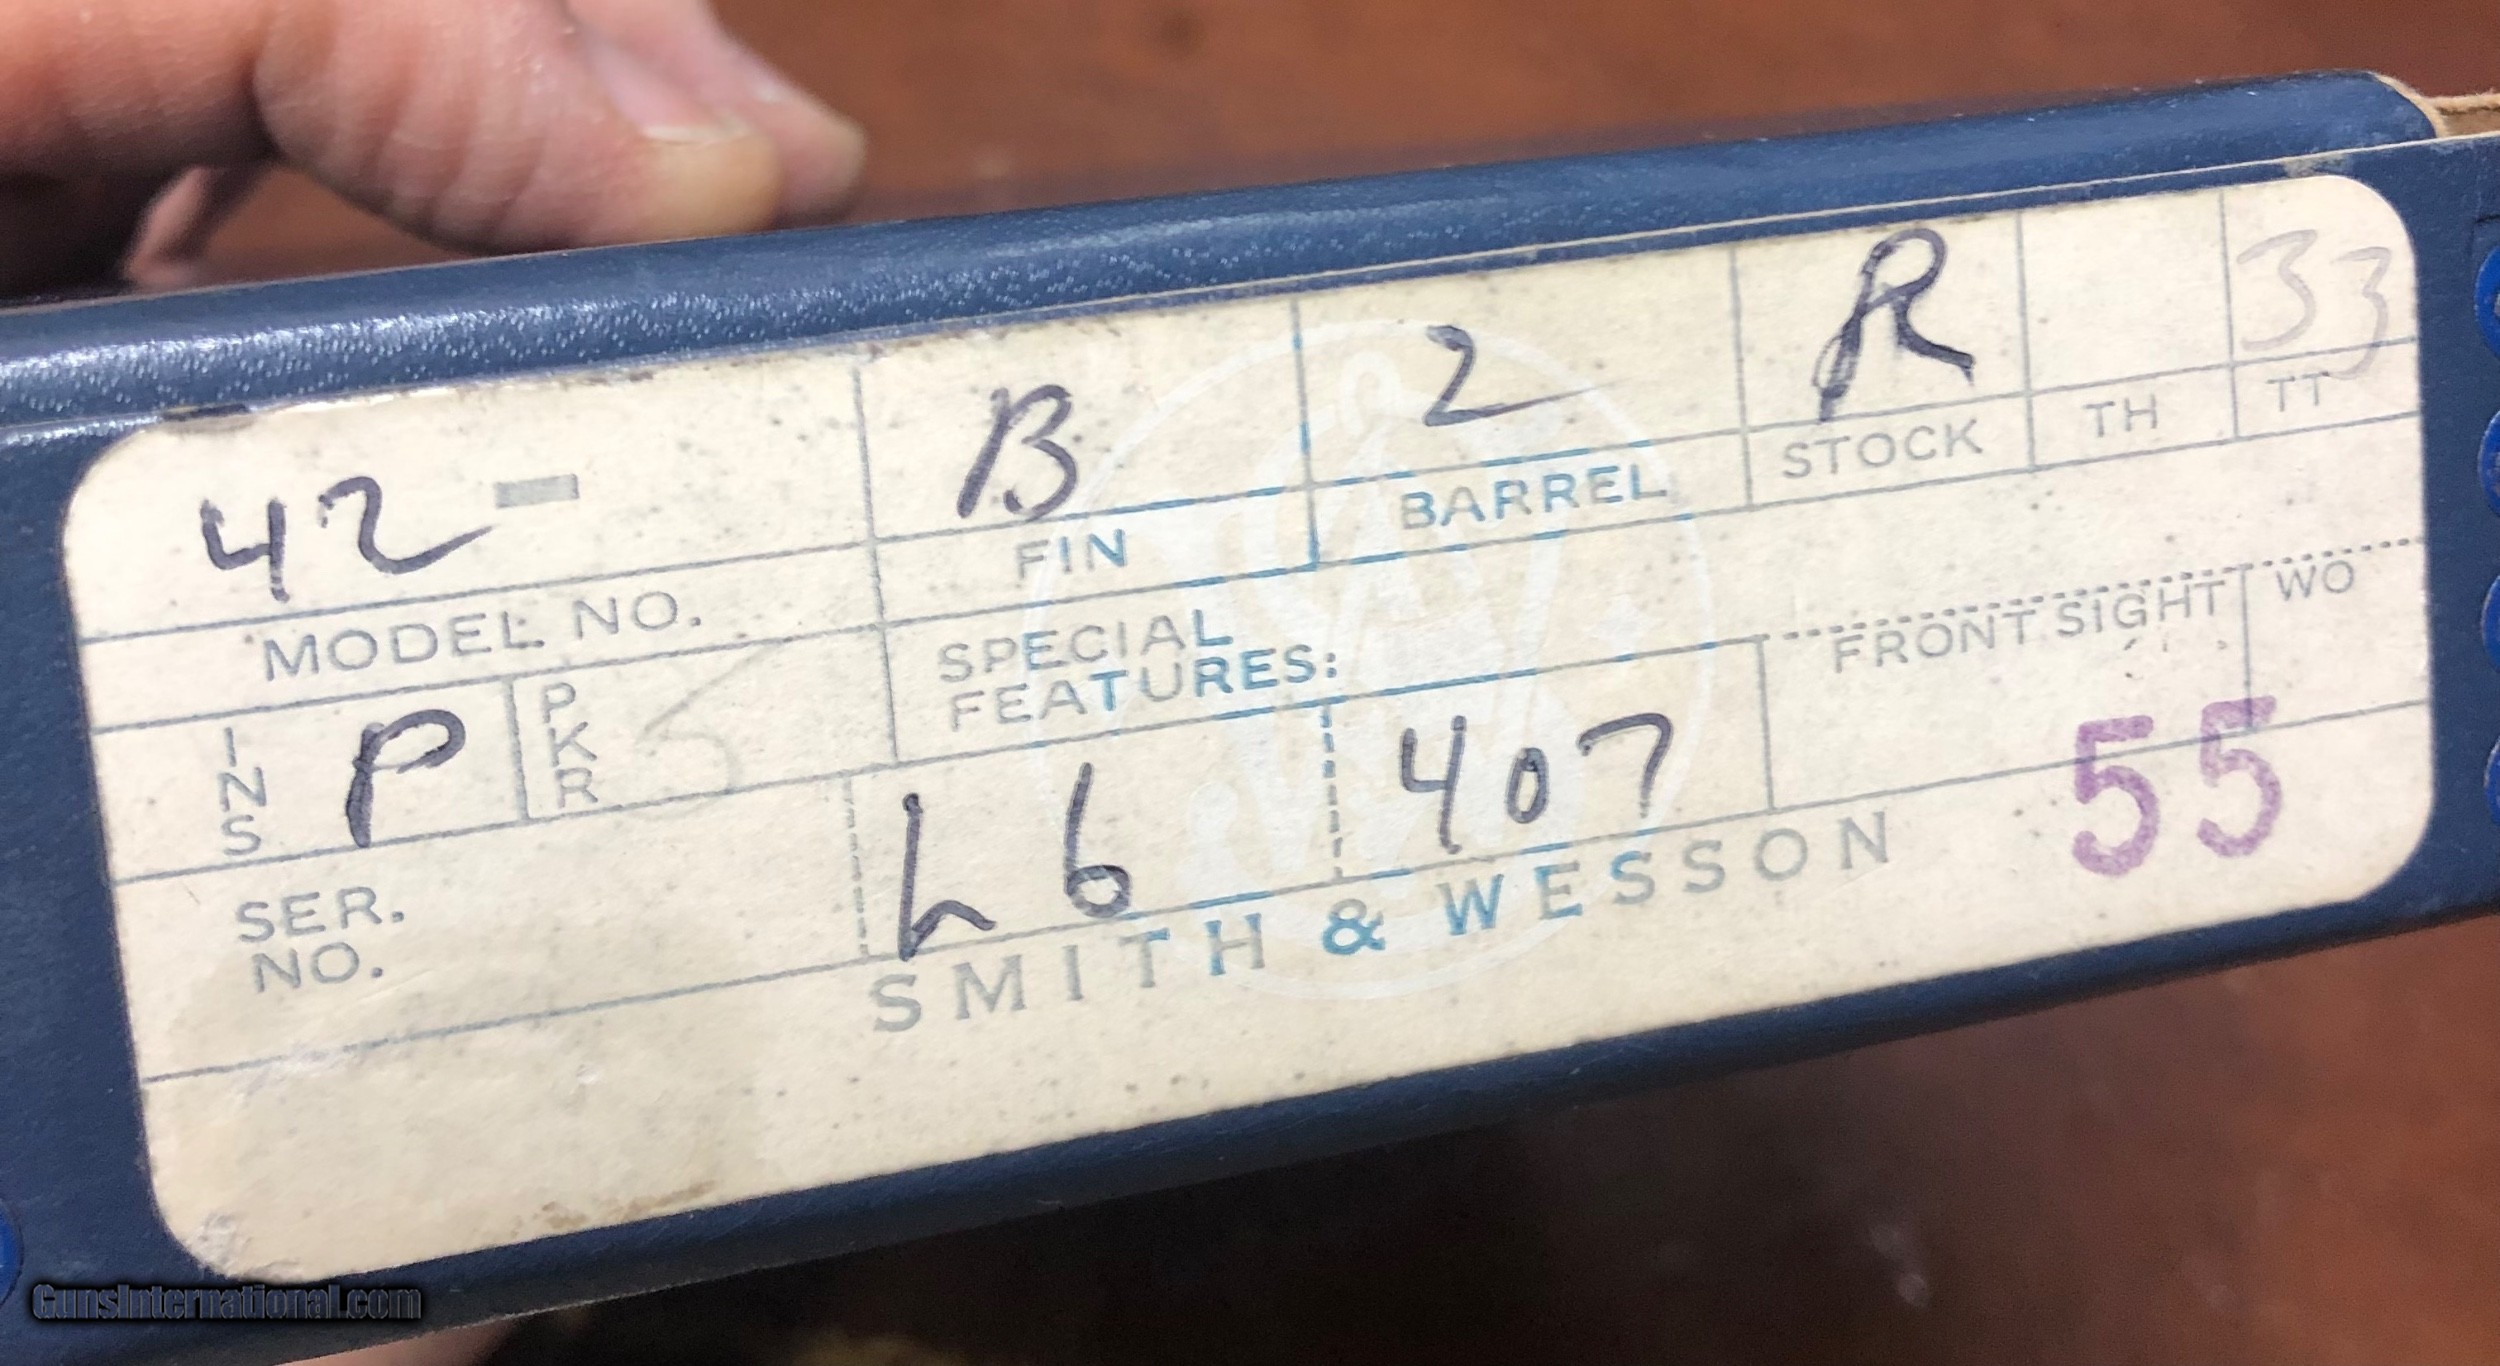 42- B 2 R 33
MODEL NO. FIN BARREL STOCK TH TT
INS P PKR SPECIAL FEATURES: FRONT SIGHT WO
SER. NO. L6 407 55
SMITH & WESSON
GunsInternational.com